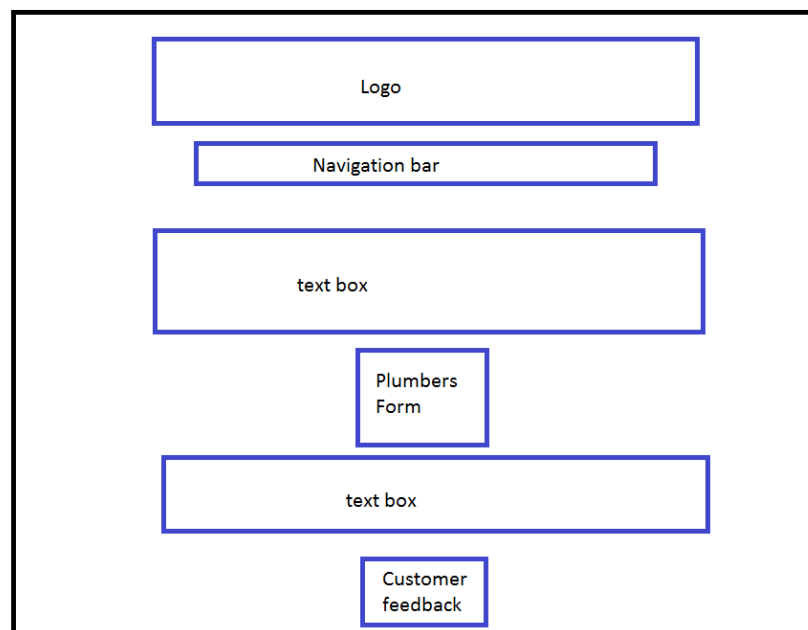 Logo
Navigation bar
text box
Plumbers
Form
text box
Customer
feedback